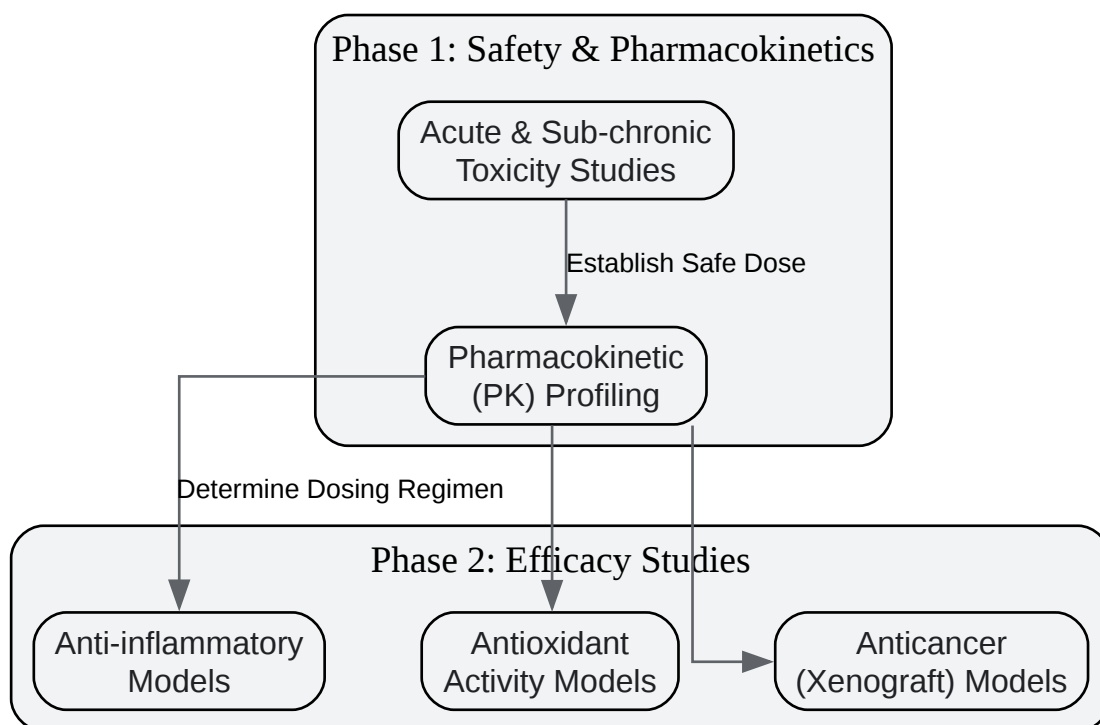 Phase 1: Safety & Pharmacokinetics
Acute & Sub-chronic
Toxicity Studies
Establish Safe Dose
Pharmacokinetic
(PK) Profiling
Determine Dosing Regimen
Phase 2: Efficacy Studies
Anti-inflammatory
Models
Antioxidant
Activity Models
Anticancer
(Xenograft) Models